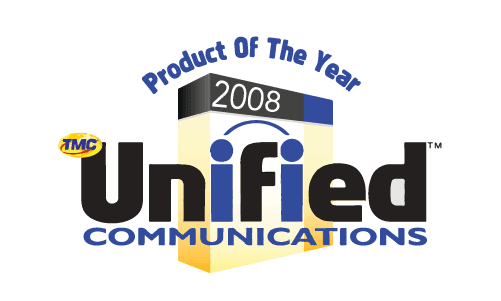 Product Of The Year
2008
TMC
Unified™
COMMUNICATIONS